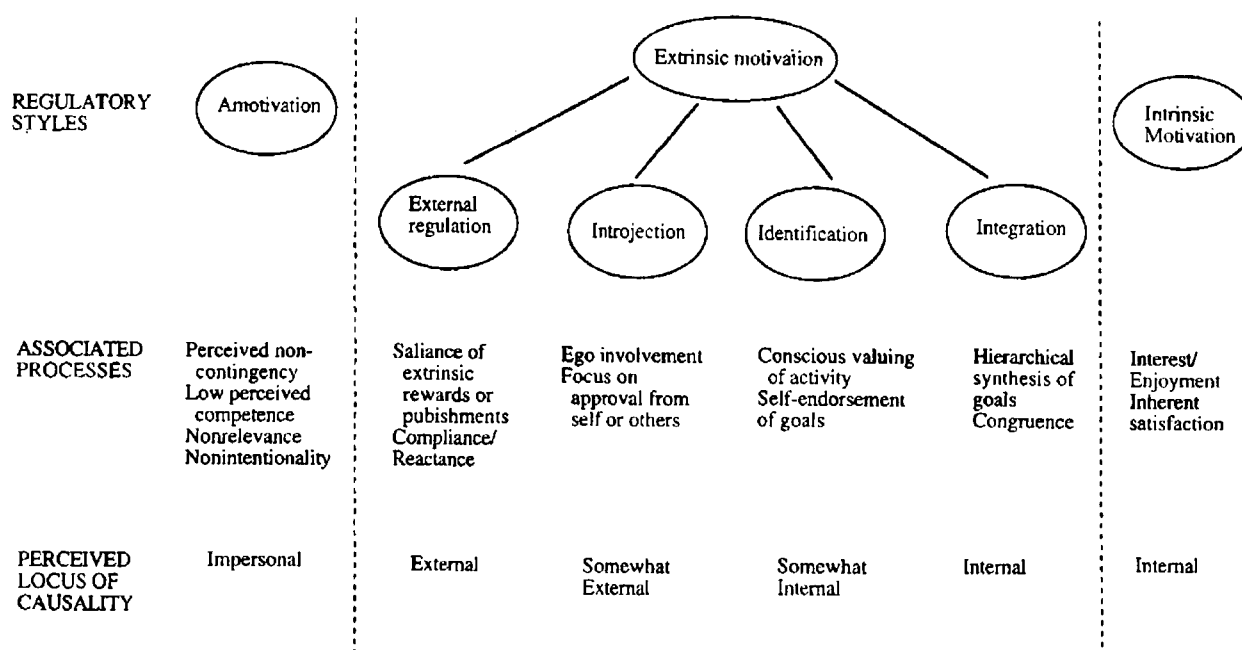 REGULATORY
STYLES
Amotivation
Extrinsic motivation
Intrinsic
Motivation
External
regulation
Introjection
Identification
Integration
ASSOCIATED
PROCESSES
Perceived non-
contingency
Low perceived
competence
Nonrelevance
Nonintentionality
Saliance of
extrinsic
rewards or
pubishments
Compliance/
Reactance
Ego involvement
Focus on
approval from
self or others
Conscious valuing
of activity
Self-endorsement
of goals
Hierarchical
synthesis of
goals
Congruence
Interest/
Enjoyment
Inherent
satisfaction
PERCEIVED
LOCUS OF
CAUSALITY
Impersonal
External
Somewhat
External
Somewhat
Internal
Internal
Internal